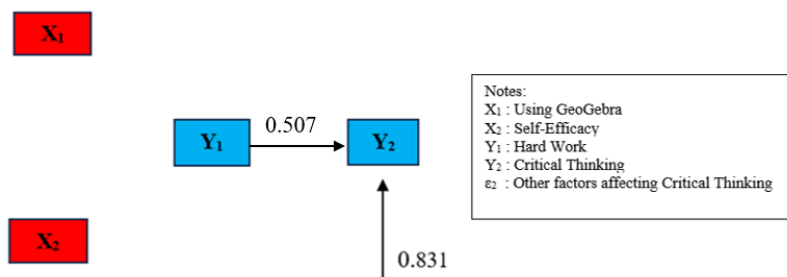 X₁
0.507
Y₁
Y₂
X₂
0.831
Notes:
X₁ : Using GeoGebra
X₂ : Self-Efficacy
Y₁ : Hard Work
Y₂ : Critical Thinking
ε₂ : Other factors affecting Critical Thinking